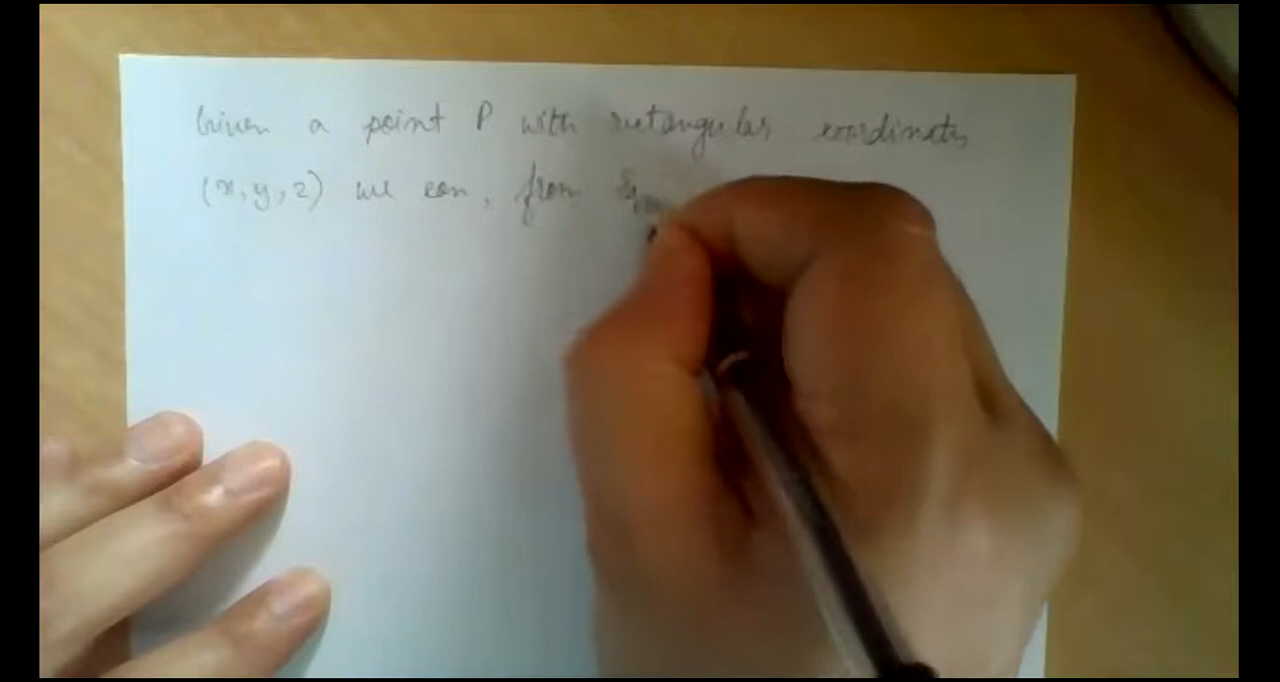 Given a point P with rectangular coordinates
(x, y, z) we can, from